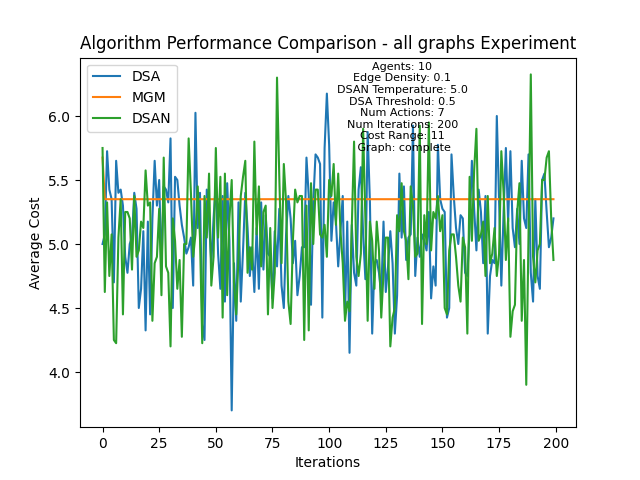 Algorithm Performance Comparison - all graphs Experiment
DSA
MGM
DSAN
Agents: 10
Edge Density: 0.1
DSAN Temperature: 5.0
DSA Threshold: 0.5
Num Actions: 7
Num Iterations: 200
Cost Range: 11
Graph: complete
Average Cost
6.0
5.5
5.0
4.5
4.0
0 25 50 75 100 125 150 175 200
Iterations